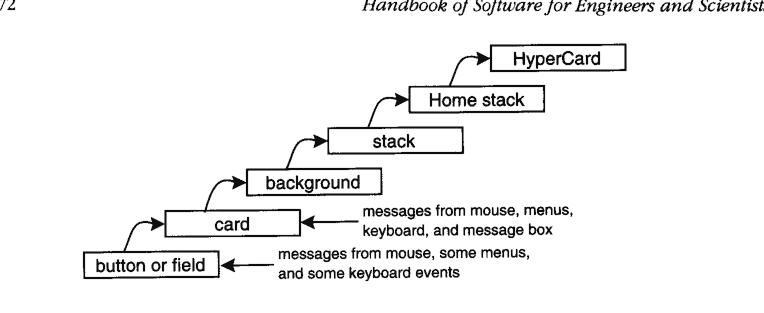 72
Handbook of Software for Engineers and Scientist
HyperCard
Home stack
stack
background
card
messages from mouse, menus,
keyboard, and message box
button or field
messages from mouse, some menus,
and some keyboard events